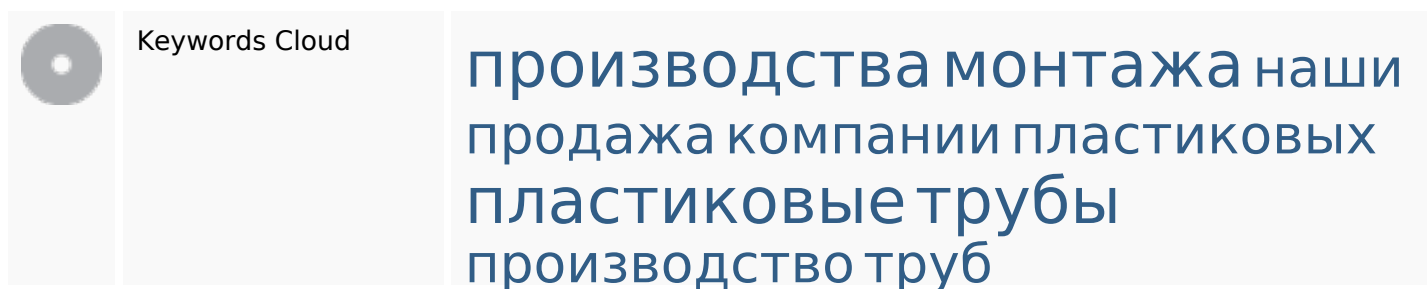 Keywords Cloud
производства монтажа наши
продажа компании пластиковых
пластиковые трубы
производство труб